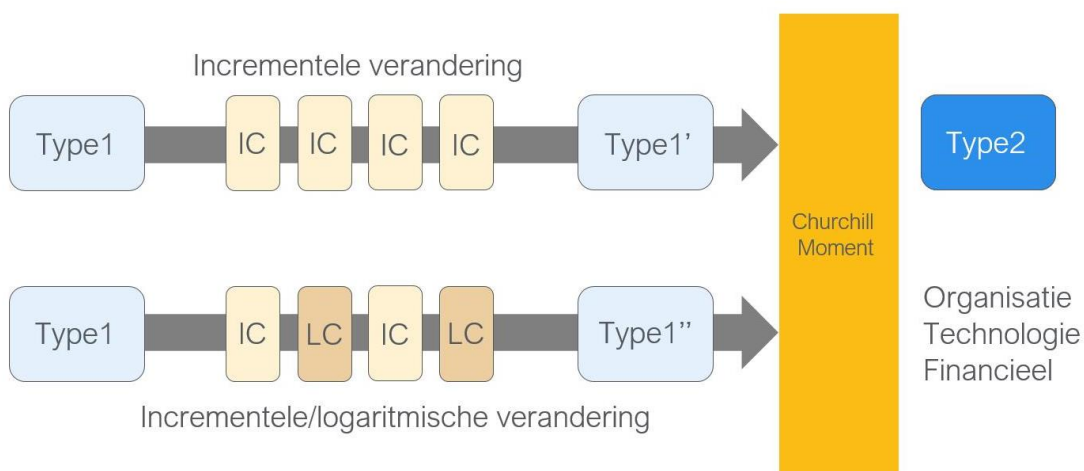 Incrementele verandering
Type1
IC
IC
IC
IC
Type1'
Type2
Churchill
Moment
Type1
IC
LC
IC
LC
Type1''
Organisatie
Technologie
Financieel
Incrementele/logaritmische verandering